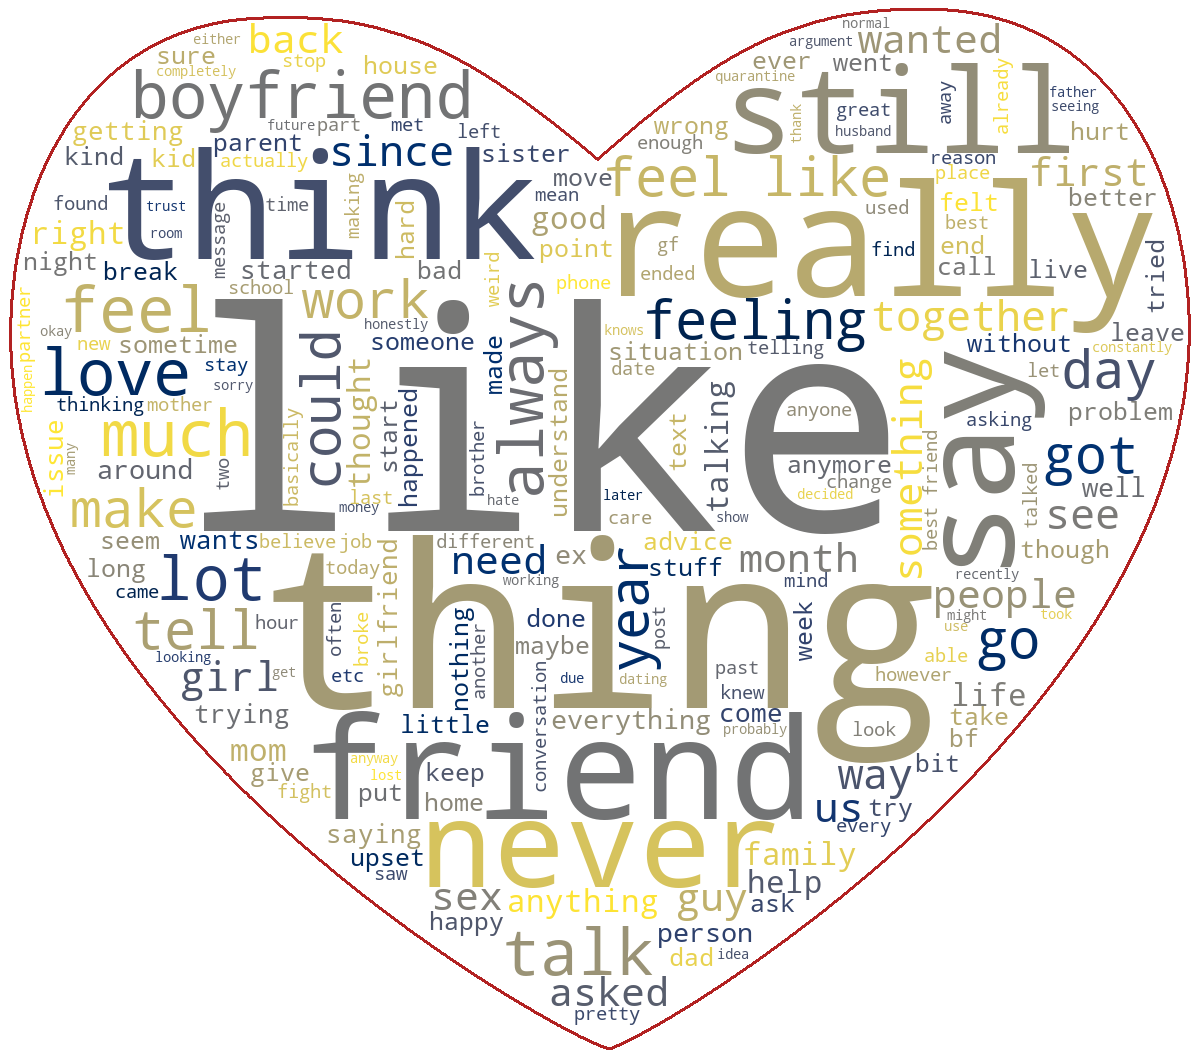 normal
either
back
wanted
argument
sure
stop
ever
went
completely
house
quarantine
boyfriend
still
away
already
father
seeing
great
thank
husband
future
part
met
left
getting
wrong
hurt
enough
parent
since
sister
kind
kid
actually
think
reason
feel like
first
move
place
found
trust
time
making
hard
mean
better
used
felt
really
right
room
message
good
best
night
break
started
bad
weird
point
gf
find
end
call
live
tried
school
phone
ended
feel
work
always
feeling
together
leave
partner
okay
new
sometime
honestly
someone
knows
without
constantly
situation
telling
love
stay
could
made
date
let
day
happen
thinking
mother
sorry
thought
like
understand
anyone
something
say
asking
problem
much
issue
many
around
two
basically
start
happened
brother
text
talking
anymore
change
best friend
got
talked
well
last
hate
later
decided
make
money
care
show
see
seem
wants
believe
job
different
advice
month
though
long
today
girlfriend
need
ex
year
stuff
mind
recently
came
lot
working
thing
people
might
took
tell
hour
often
broke
nothing
another
done
maybe
post
week
use
go
looking
girl
get
etc
due
dating
past
able
however
knew
life
trying
little
conversation
everything
come
probably
look
take
bf
mom
anyway
lost
friend
give
keep
way
bit
fight
put
home
us
try
every
saying
never
family
upset
saw
help
sex
anything
guy
ask
happy
talk
person
dad
idea
asked
pretty